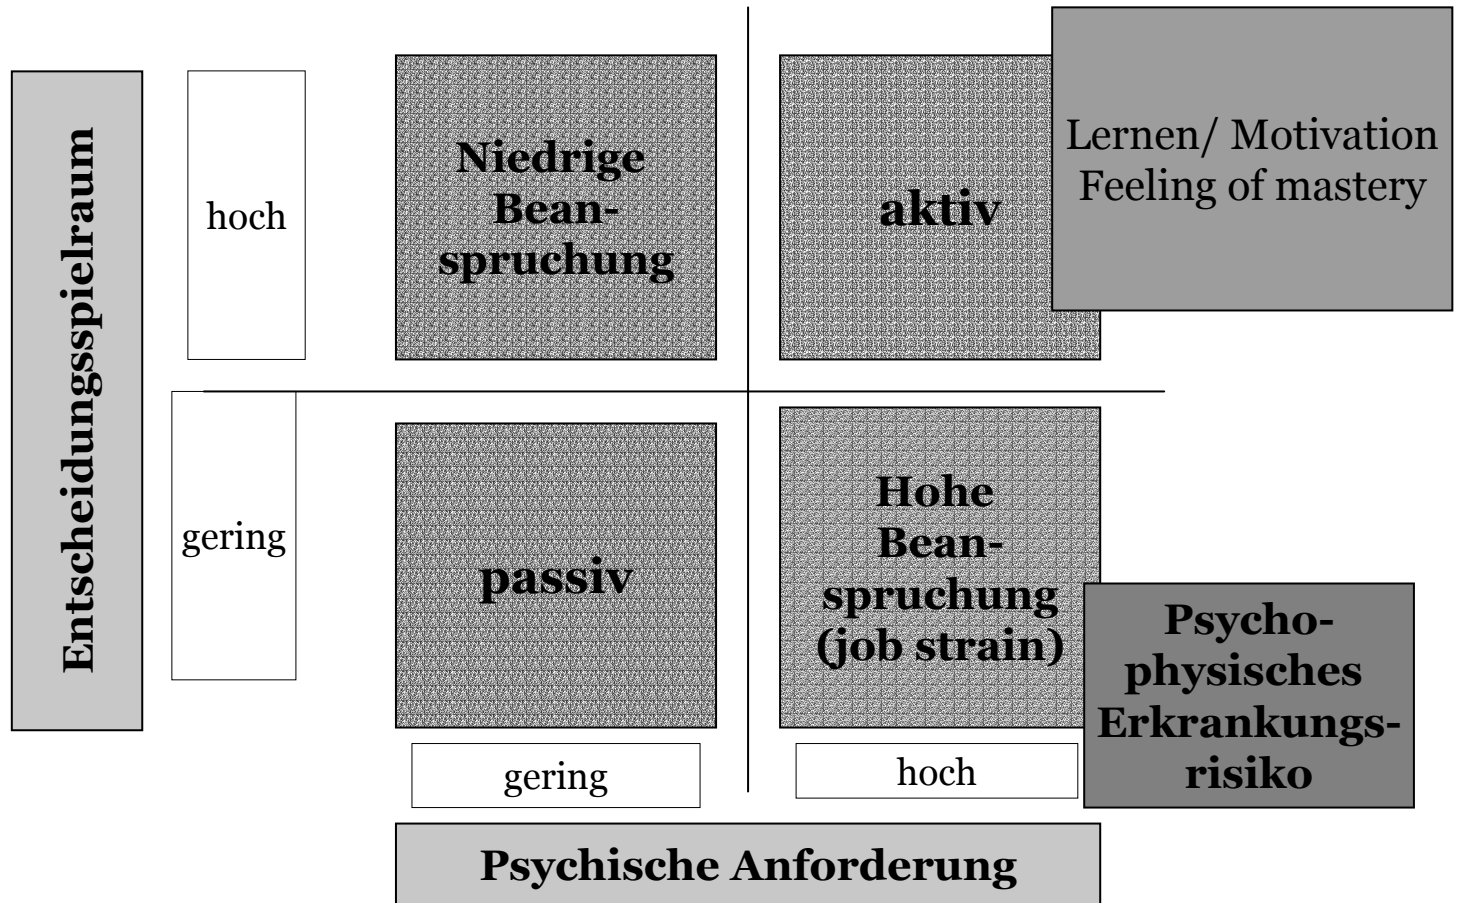 Entscheidungsspielraum
hoch
Niedrige
Bean-
spruchung
aktiv
Lernen/ Motivation
Feeling of mastery
gering
passiv
Hohe
Bean-
spruchung
(job strain)
Psycho-
physisches
Erkrankungs-
risiko
gering
hoch
Psychische Anforderung